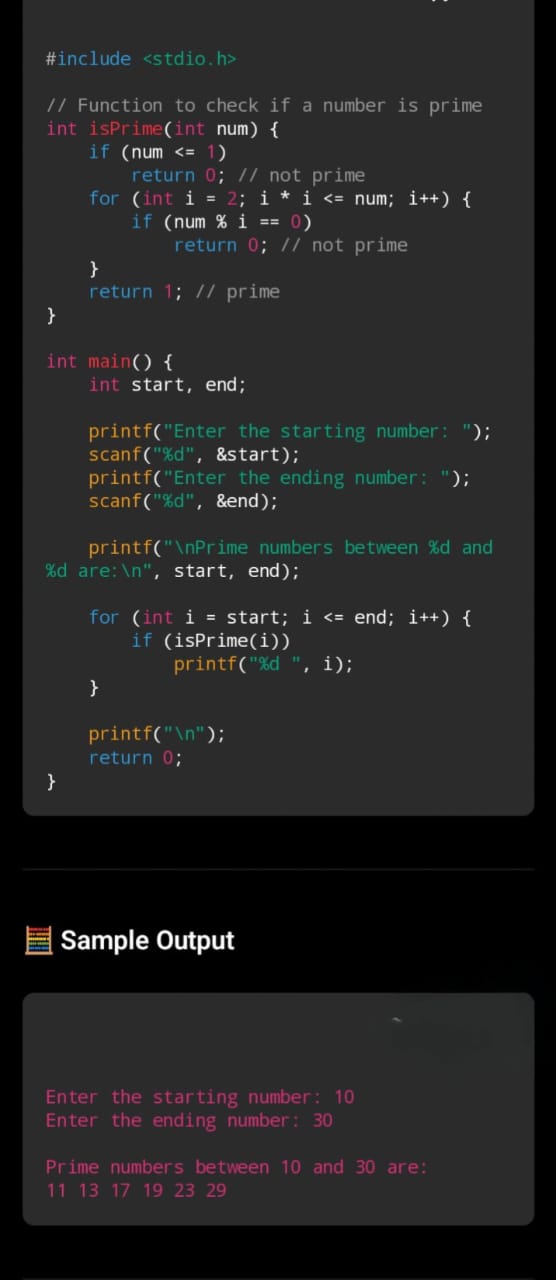 #include <stdio.h>

// Function to check if a number is prime
int isPrime(int num) {
    if (num <= 1)
        return 0; // not prime
    for (int i = 2; i * i <= num; i++) {
        if (num % i == 0)
            return 0; // not prime
    }
    return 1; // prime
}

int main() {
    int start, end;

    printf("Enter the starting number: ");
    scanf("%d", &start);
    printf("Enter the ending number: ");
    scanf("%d", &end);

    printf("\nPrime numbers between %d and
%d are:\n", start, end);

    for (int i = start; i <= end; i++) {
        if (isPrime(i))
            printf("%d ", i);
    }

    printf("\n");
    return 0;
}

🧮 Sample Output

Enter the starting number: 10
Enter the ending number: 30

Prime numbers between 10 and 30 are:
11 13 17 19 23 29